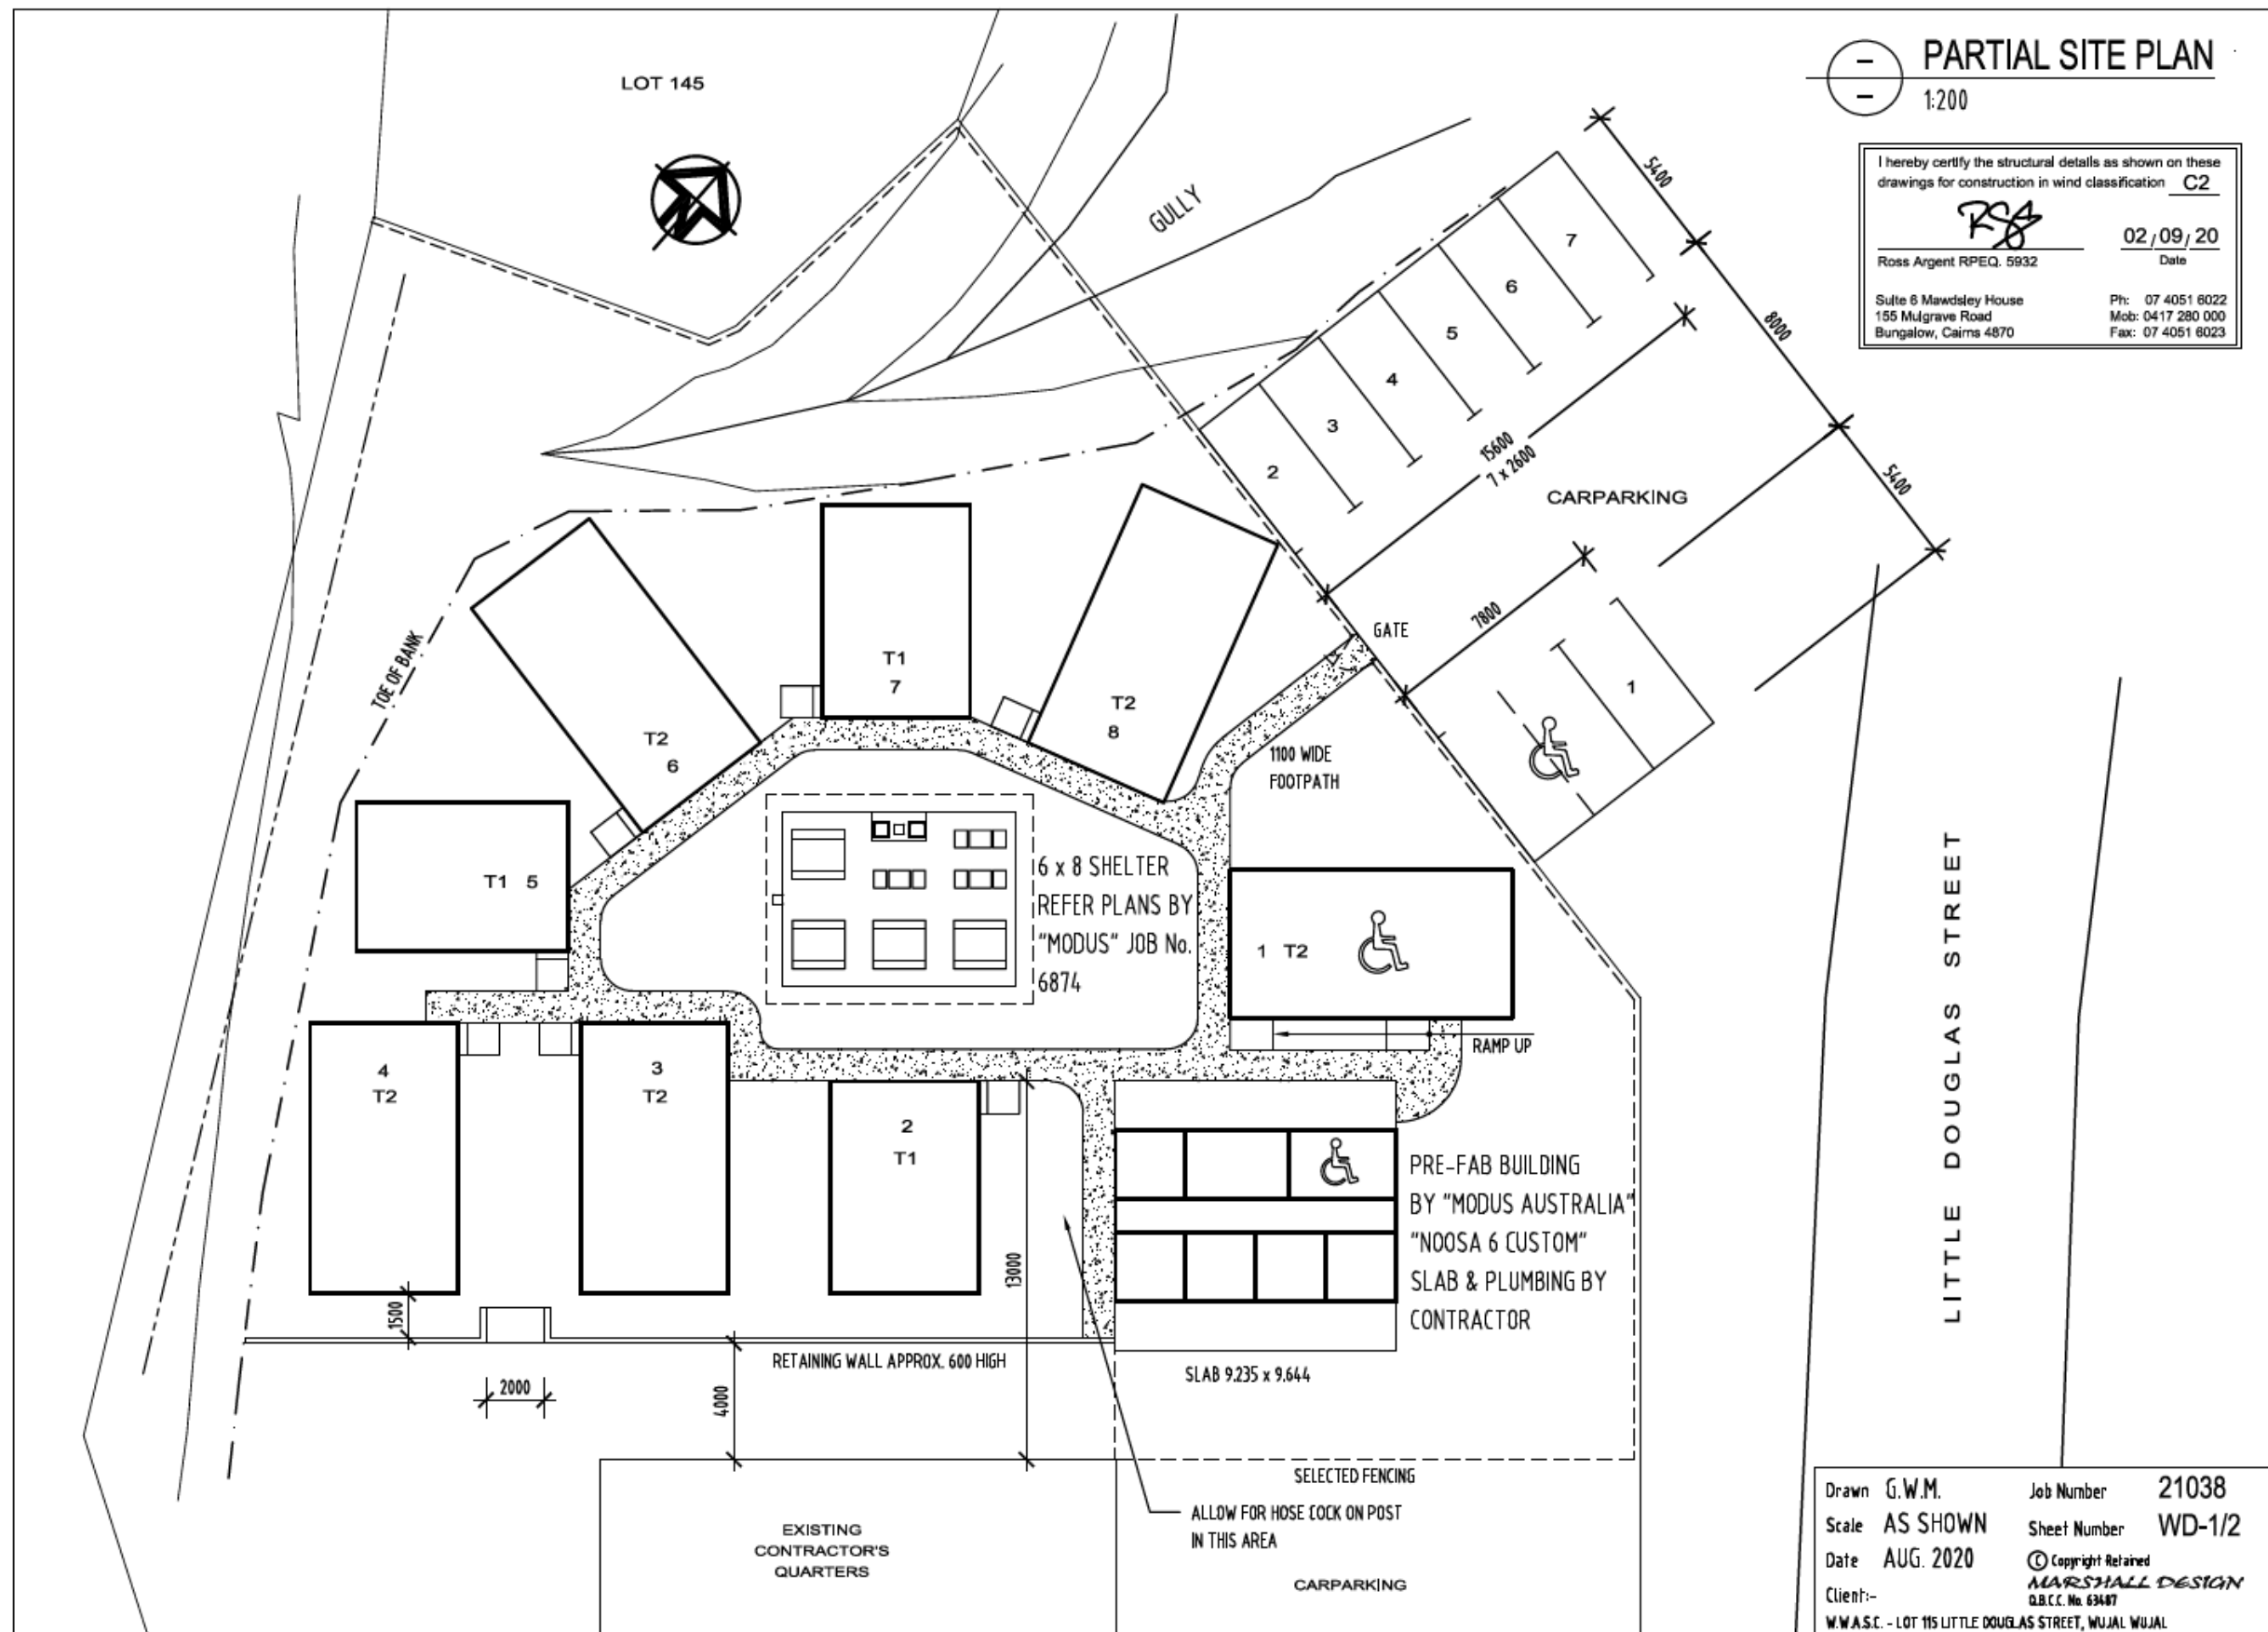 PARTIAL SITE PLAN
1:200
I hereby certify the structural details as shown on these
drawings for construction in wind classification C2
02/09/20
Ross Argent RPEQ. 5932
Date
Suite 6 Mawdsley House
Ph: 07 4051 6022
155 Mulgrave Road
Mob: 0417 280 000
Bungalow, Cairns 4870
Fax: 07 4051 6023
LOT 145
GULLY
5400
8000
5400
7
6
5
4
3
2
15600
7 x 2600
CARPARKING
7800
GATE
1
TOE OF BANK
T1
7
T2
8
T2
6
1100 WIDE
FOOTPATH
T1 5
6 x 8 SHELTER
REFER PLANS BY
"MODUS" JOB No.
6874
1 T2
RAMP UP
4
T2
3
T2
2
T1
13000
1500
2000
4000
RETAINING WALL APPROX. 600 HIGH
PRE-FAB BUILDING
BY "MODUS AUSTRALIA"
"NOOSA 6 CUSTOM"
SLAB & PLUMBING BY
CONTRACTOR
SLAB 9.235 x 9.644
LITTLE DOUGLAS STREET
SELECTED FENCING
ALLOW FOR HOSE COCK ON POST
IN THIS AREA
EXISTING
CONTRACTOR'S
QUARTERS
CARPARKING
Drawn G.W.M.
Job Number 21038
Scale AS SHOWN
Sheet Number WD-1/2
Date AUG. 2020
© Copyright Retained
MARSHALL DESIGN
Q.B.C.C. No. 63487
Client:-
W.W.A.S.C. - LOT 115 LITTLE DOUGLAS STREET, WUJAL WUJAL